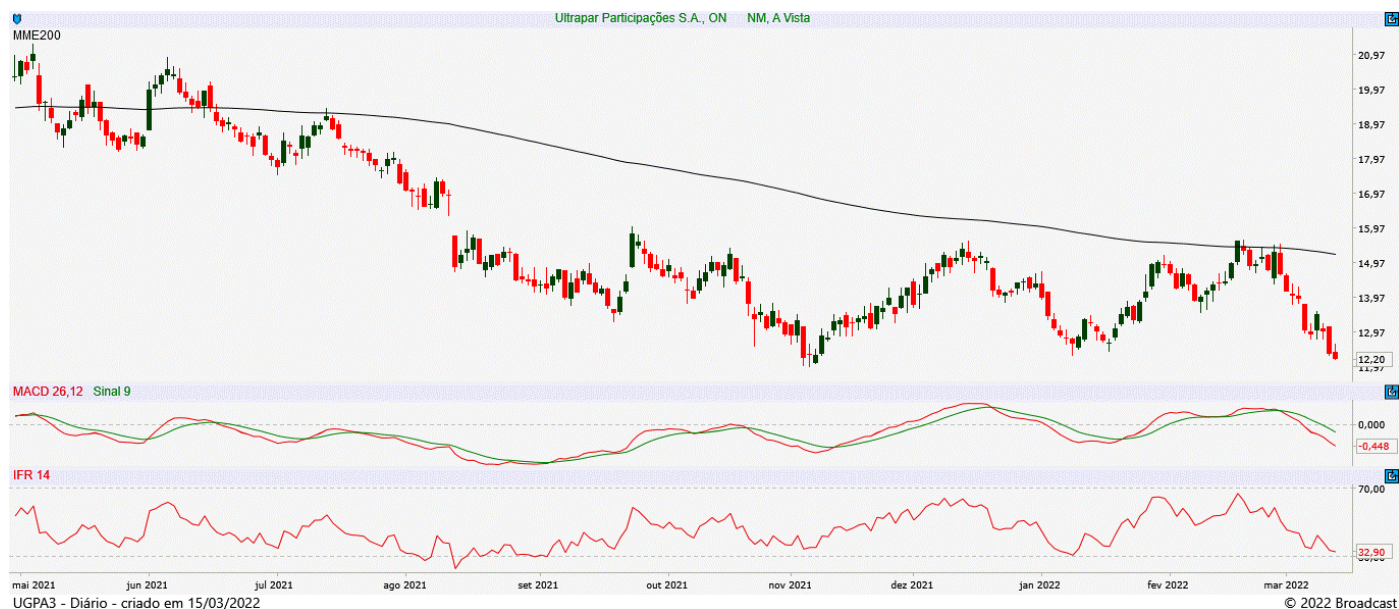 Ultrapar Participações S.A., ON NM, A Vista
MME200
20,97
19,97
18,97
17,97
16,97
15,97
14,97
13,97
12,97
12,20
11,97
MACD 26,12 Sinal 9
0,000
-0,448
IFR 14
70,00
32,90
mai 2021 jun 2021 jul 2021 ago 2021 set 2021 out 2021 nov 2021 dez 2021 jan 2022 fev 2022 mar 2022
UGPA3 - Diário - criado em 15/03/2022 © 2022 Broadcast